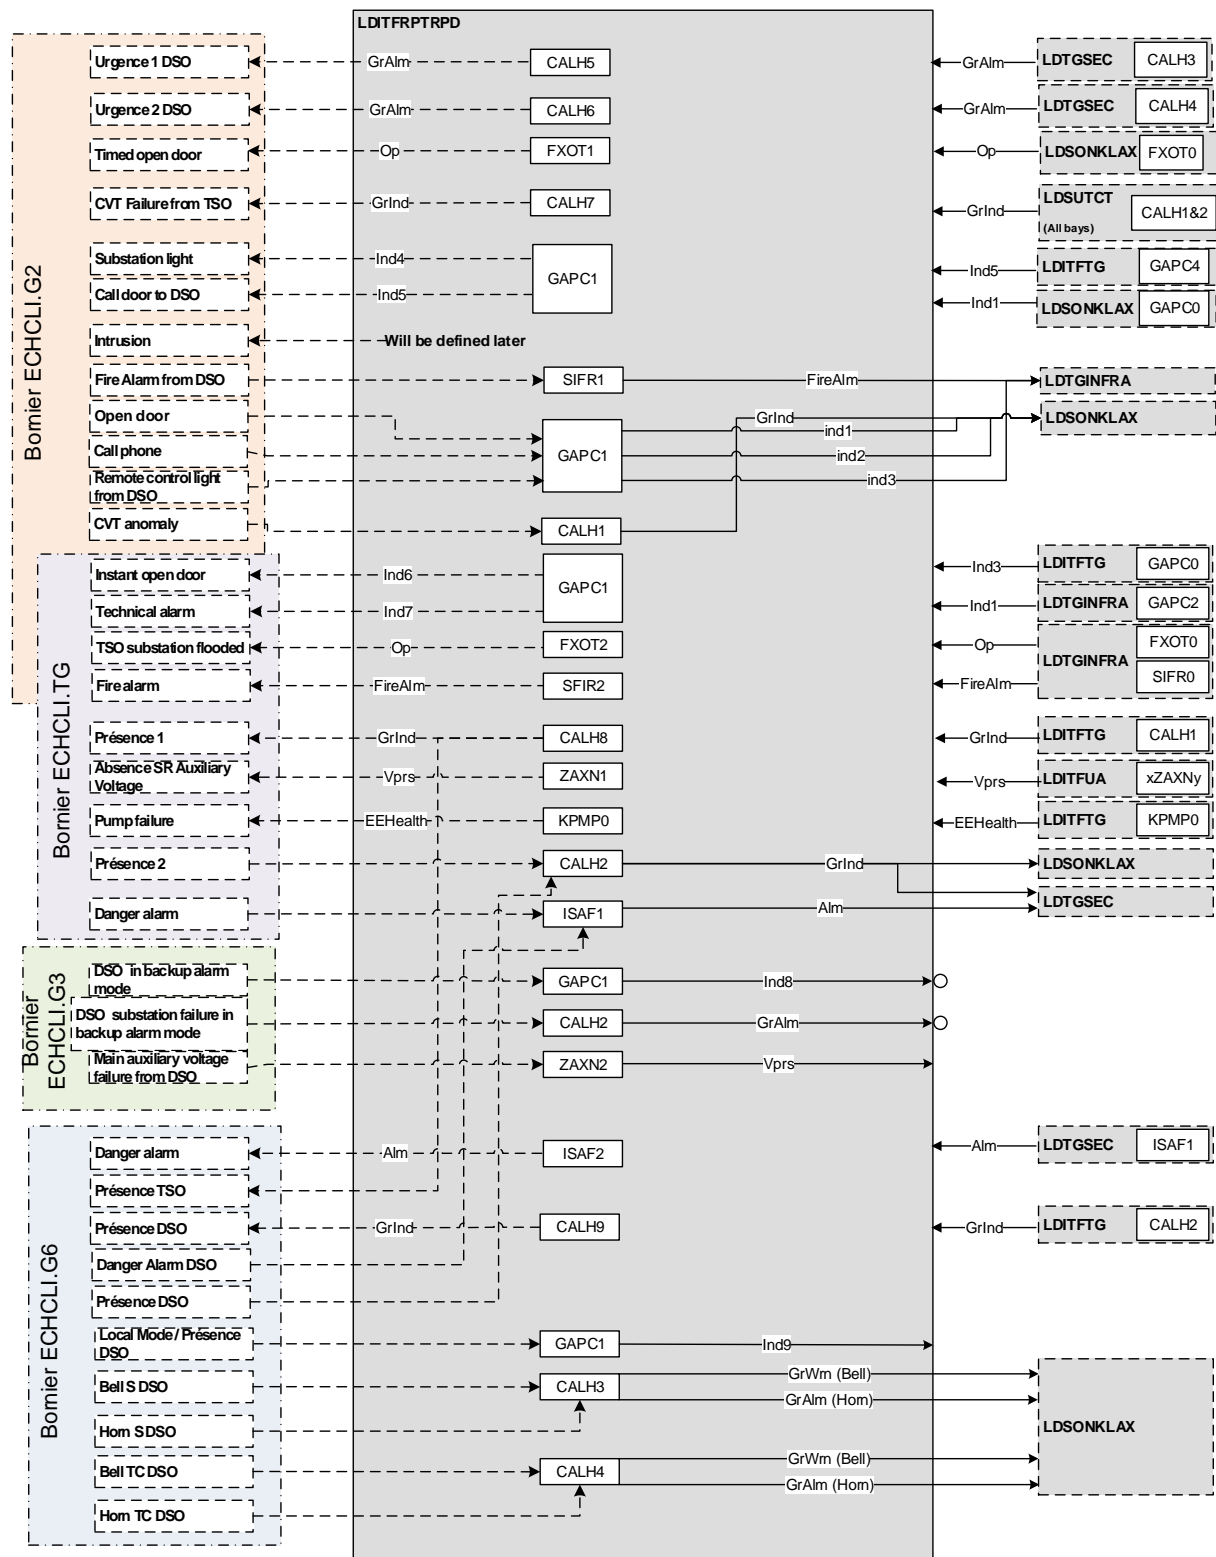 LDITFRPTRPD
Bornier ECHCLI.G2
Urgence 1 DSO
GrAlm
CALH5
GrAlm
LDTGSEC
CALH3
Urgence 2 DSO
GrAlm
CALH6
GrAlm
LDTGSEC
CALH4
Timed open door
Op
FXOT1
Op
LDSONKLAX
FXOT0
CVT Failure from TSO
GrInd
CALH7
GrInd
LDSUTCT
(All bays)
CALH1&2
Substation light
Ind4
GAPC1
Ind5
LDITFTG
GAPC4
Call door to DSO
Ind5
Ind1
LDSONKLAX
GAPC0
Intrusion
Will be defined later
Fire Alarm from DSO
SIFR1
FireAlm
LDTGINFRA
Open door
GrInd
LDSONKLAX
ind1
Call phone
GAPC1
ind2
Remote control light
from DSO
ind3
CVT anomaly
CALH1
Bornier ECHCLI.TG
Instant open door
Ind6
GAPC1
Ind3
LDITFTG
GAPC0
Technical alarm
Ind7
Ind1
LDTGINFRA
GAPC2
TSO substation flooded
Op
FXOT2
Op
LDTGINFRA
FXOT0
Fire alarm
FireAlm
SFIR2
FireAlm
SIFR0
Présence 1
GrInd
CALH8
GrInd
LDITFTG
CALH1
Absence SR Auxiliary
Voltage
Vprs
ZAXN1
Vprs
LDITFUA
xZAXNy
Pump failure
EEHealth
KPMP0
EEHealth
LDITFTG
KPMP0
Présence 2
CALH2
GrInd
LDSONKLAX
LDTGSEC
Danger alarm
ISAF1
Alm
Bornier
ECHCLI.G3
DSO in backup alarm
mode
GAPC1
Ind8
DSO substation failure in
backup alarm mode
CALH2
GrAlm
Main auxiliary voltage
failure from DSO
ZAXN2
Vprs
Bornier ECHCLI.G6
Danger alarm
Alm
ISAF2
Alm
LDTGSEC
ISAF1
Présence TSO
Présence DSO
GrInd
CALH9
GrInd
LDITFTG
CALH2
Danger Alarm DSO
Présence DSO
Local Mode / Présence
DSO
GAPC1
Ind9
Bell S DSO
CALH3
GrWrn (Bell)
GrAlm (Horn)
LDSONKLAX
Horn S DSO
Bell TC DSO
CALH4
GrWrn (Bell)
GrAlm (Horn)
Horn TC DSO